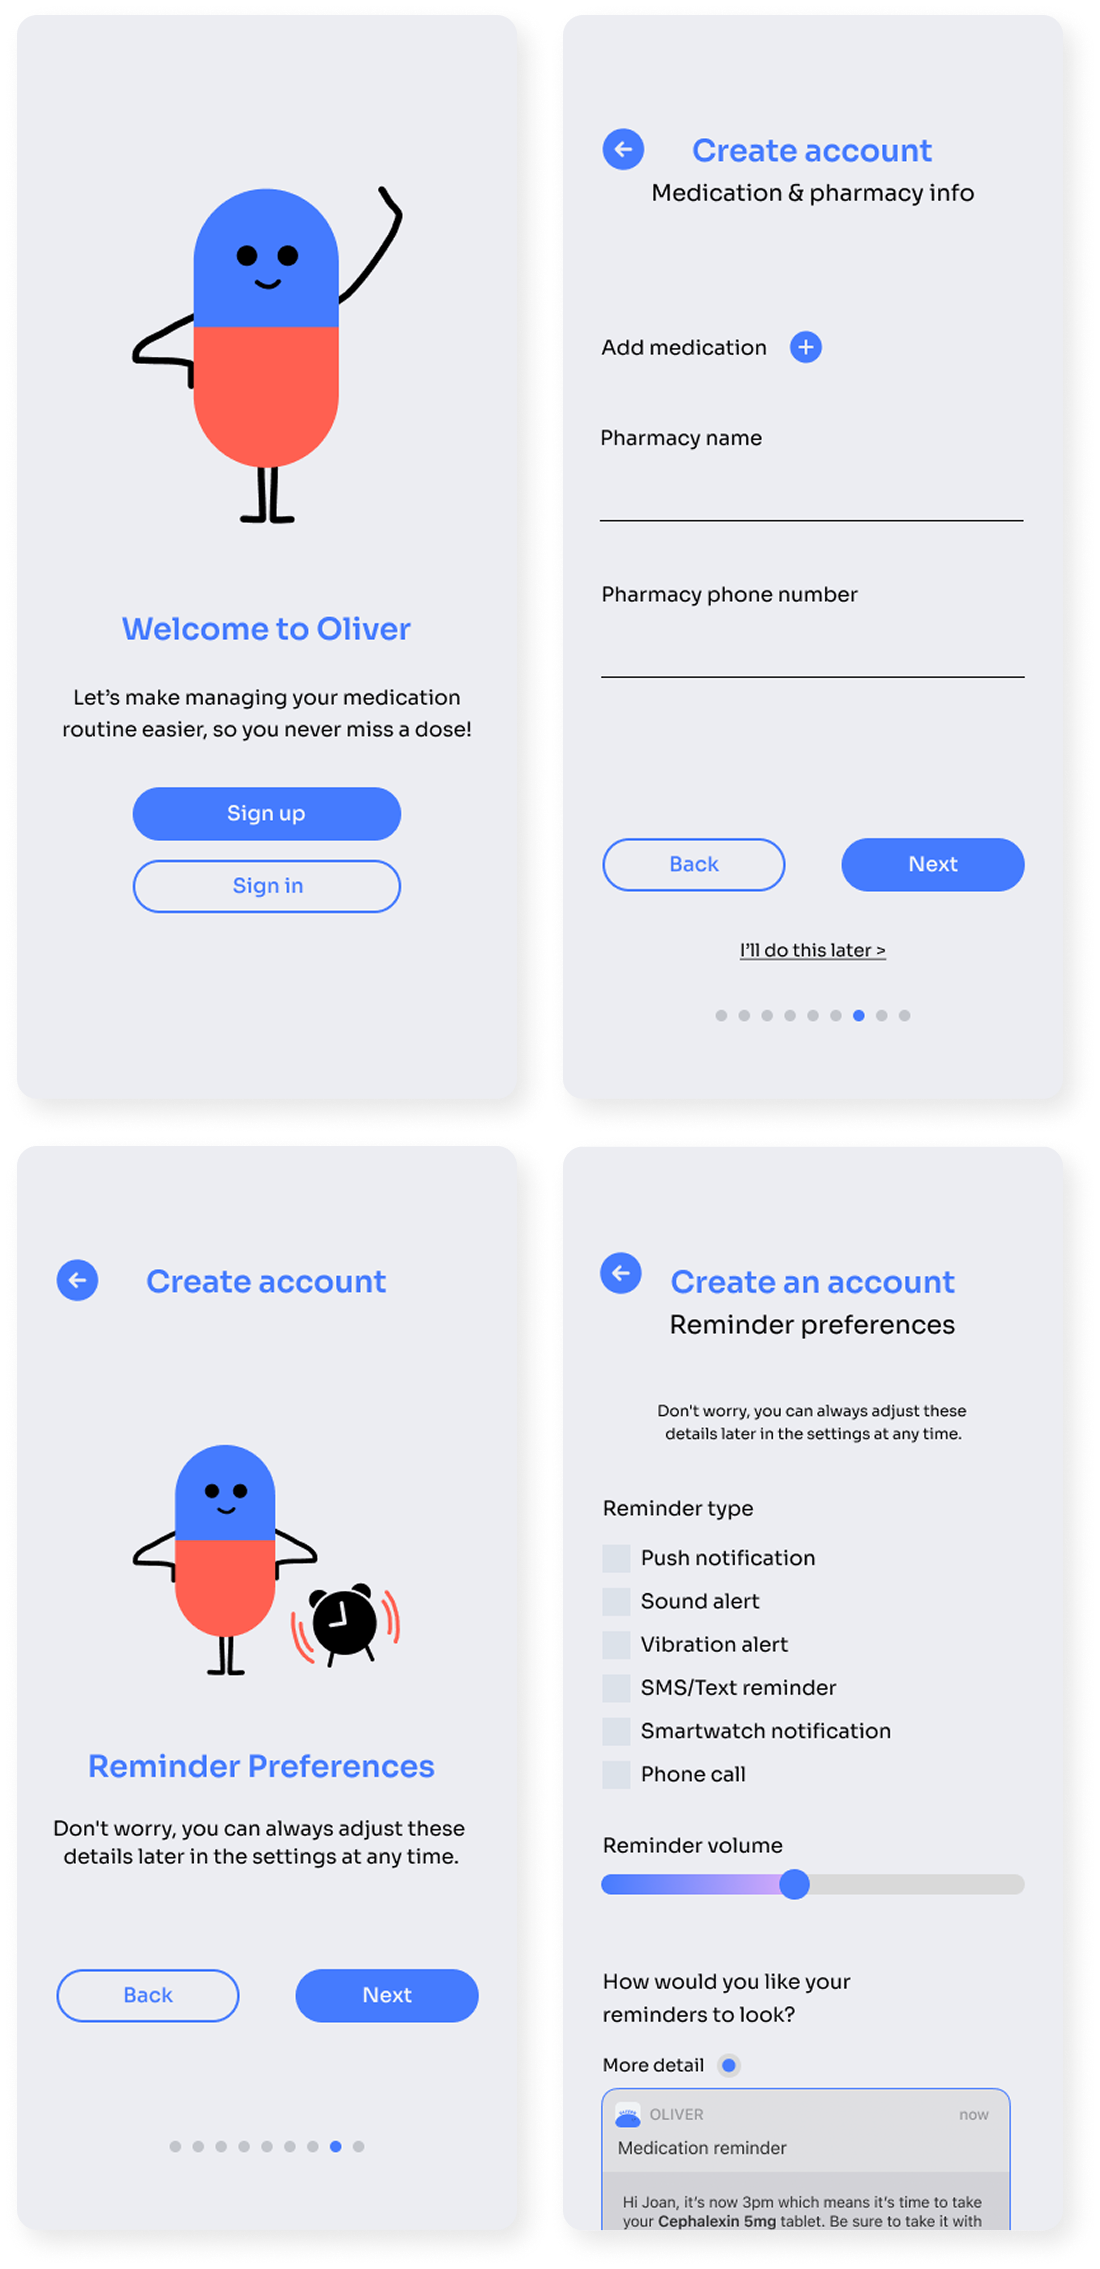 Welcome to Oliver
Let’s make managing your medication
routine easier, so you never miss a dose!
Sign up
Sign in
Create account
Medication & pharmacy info
Add medication
Pharmacy name
Pharmacy phone number
Back
Next
I’ll do this later >
Create account
Reminder Preferences
Don't worry, you can always adjust these
details later in the settings at any time.
Back
Next
Create an account
Reminder preferences
Don't worry, you can always adjust these
details later in the settings at any time.
Reminder type
Push notification
Sound alert
Vibration alert
SMS/Text reminder
Smartwatch notification
Phone call
Reminder volume
How would you like your
reminders to look?
More detail
OLIVER
now
Medication reminder
Hi Joan, it’s now 3pm which means it’s time to take
your Cephalexin 5mg tablet. Be sure to take it with